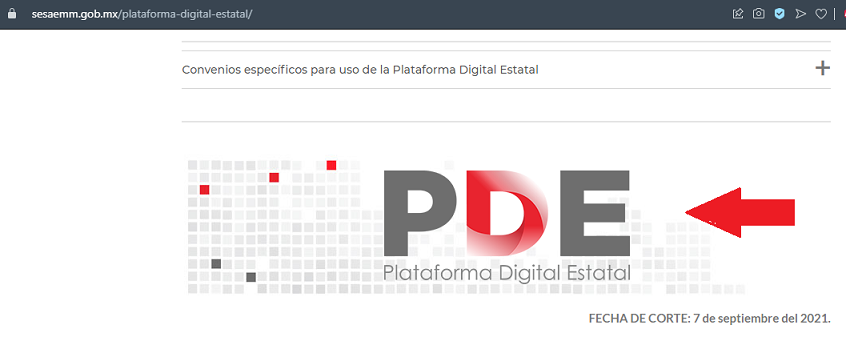 sesaemm.gob.mx/plataforma-digital-estatal/
Convenios específicos para uso de la Plataforma Digital Estatal
PDE
Plataforma Digital Estatal
FECHA DE CORTE: 7 de septiembre del 2021.